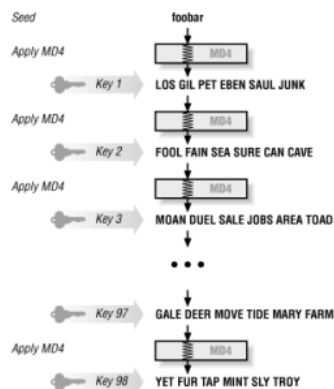 Seed foobar
Apply MD4 MD4
Key 1 LOS GIL PET EBEN SAUL JUNK
Apply MD4 MD4
Key 2 FOOL FAIN SEA SURE CAN CAVE
Apply MD4 MD4
Key 3 MOAN DUEL SALE JOBS AREA TOAD
•••
Key 97 GALE DEER MOVE TIDE MARY FARM
Apply MD4 MD4
Key 98 YET FUR TAP MINT SLY TROY